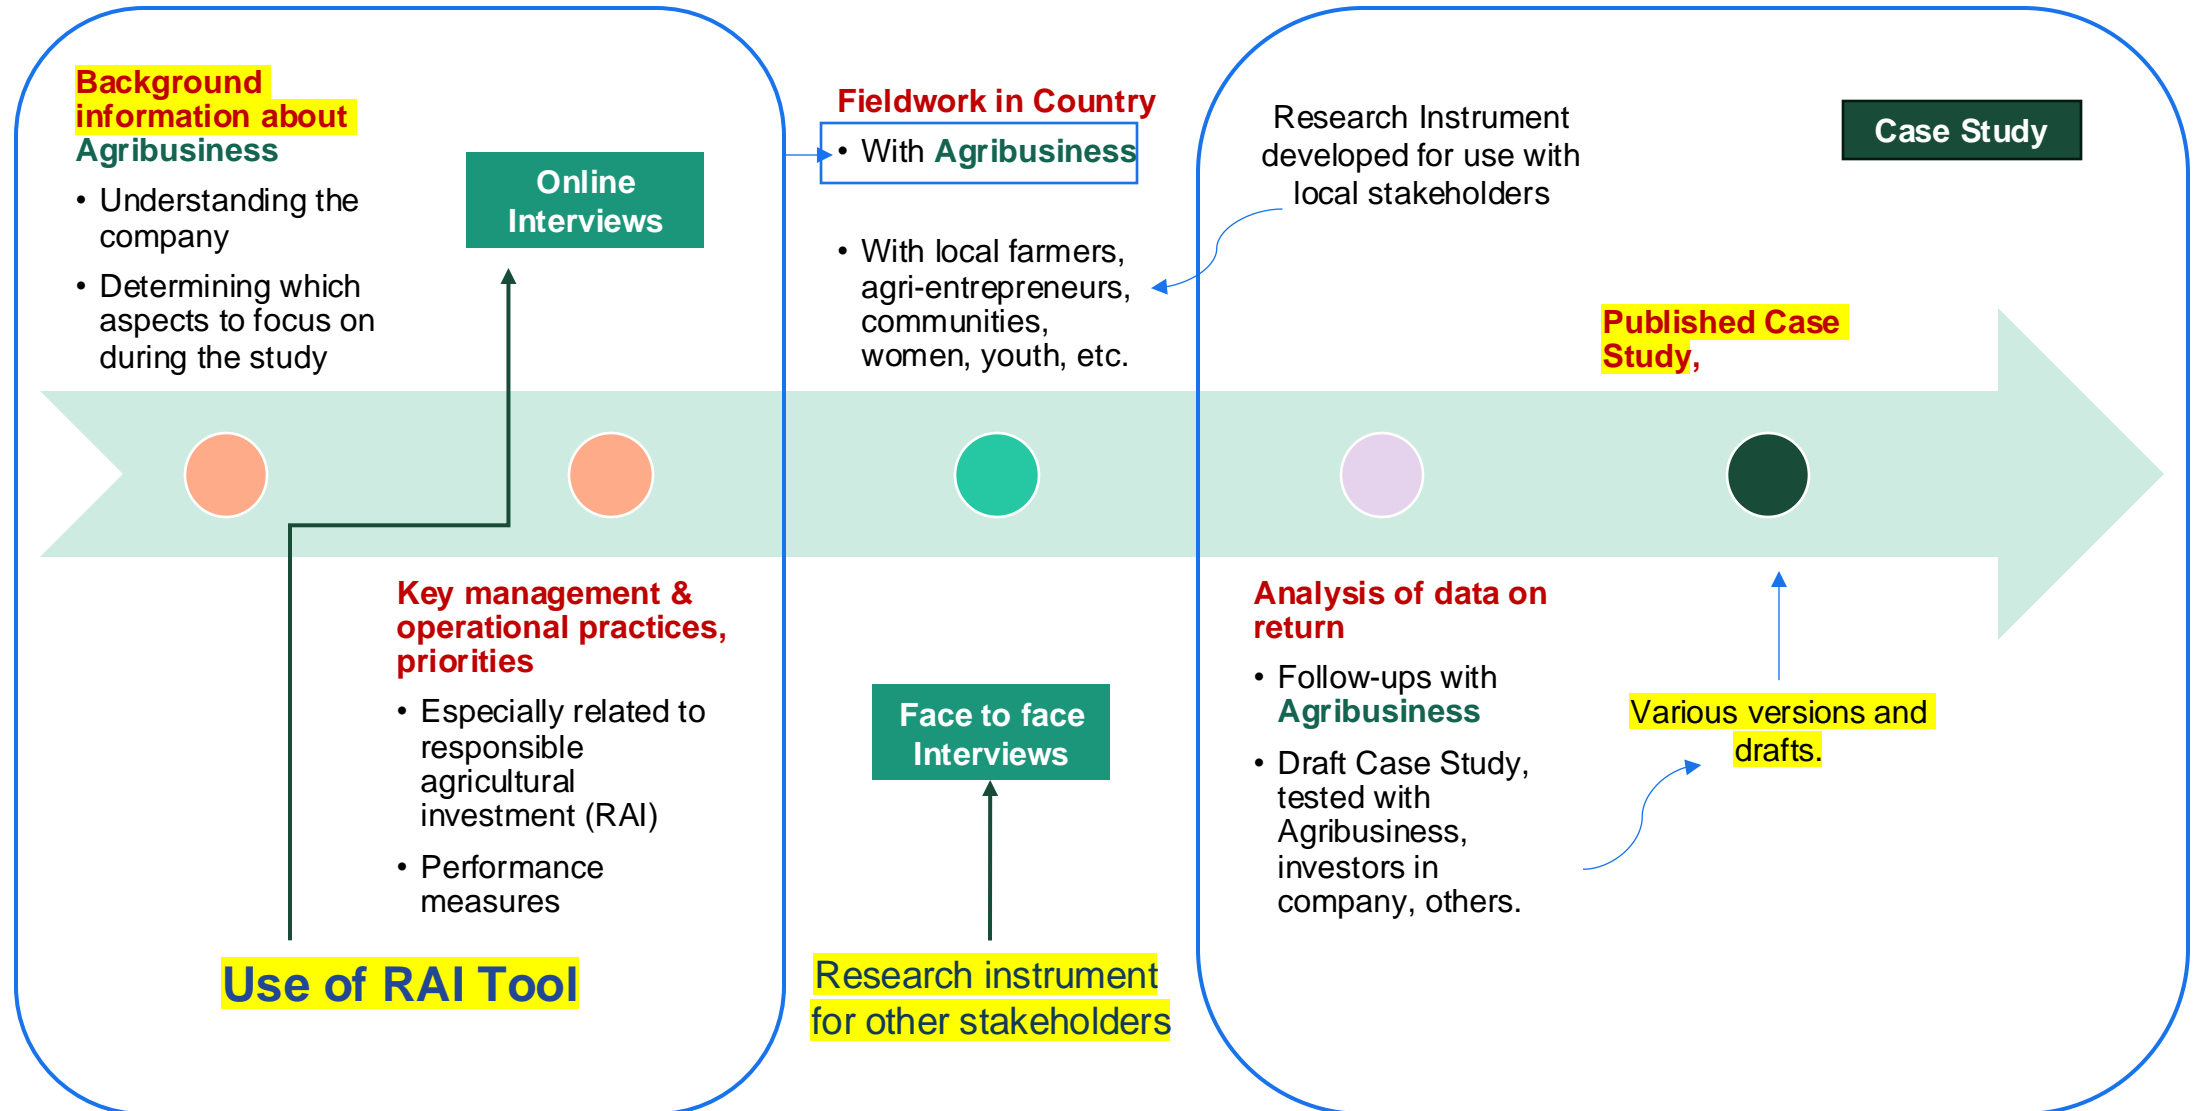 Background
information about
Agribusiness
• Understanding the
company
• Determining which
aspects to focus on
during the study
Online
Interviews
Key management &
operational practices,
priorities
• Especially related to
responsible
agricultural
investment (RAI)
• Performance
measures
Use of RAI Tool
Fieldwork in Country
• With Agribusiness
• With local farmers,
agri-entrepreneurs,
communities,
women, youth, etc.
Face to face
Interviews
Research instrument
for other stakeholders
Research Instrument
developed for use with
local stakeholders
Analysis of data on
return
• Follow-ups with
Agribusiness
• Draft Case Study,
tested with
Agribusiness,
investors in
company, others.
Case Study
Published Case
Study,
Various versions and
drafts.